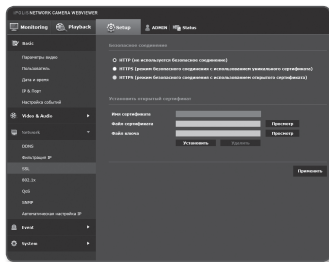 iPOLiS NETWORK CAMERA WEBVIEWER
Monitoring
Playback
Setup
ADMIN
Status
Basic
Параметры видео
Пользователь
Дата и время
IP & Порт
Настройка событий
Video & Audio
Network
DDNS
Фильтрация IP
SSL
802.1x
QoS
SNMP
Автоматическая настройка IP
Event
System
Безопасное соединение
HTTP (не используется безопасное соединение)
HTTPS (режим безопасного соединения с использованием уникального сертификата)
HTTPS (режим безопасного соединения с использованием открытого сертификата)
Установить открытый сертификат
Имя сертификата
Файл сертификата
Просмотр
Файл ключа
Просмотр
Установить
Удалить
Применить